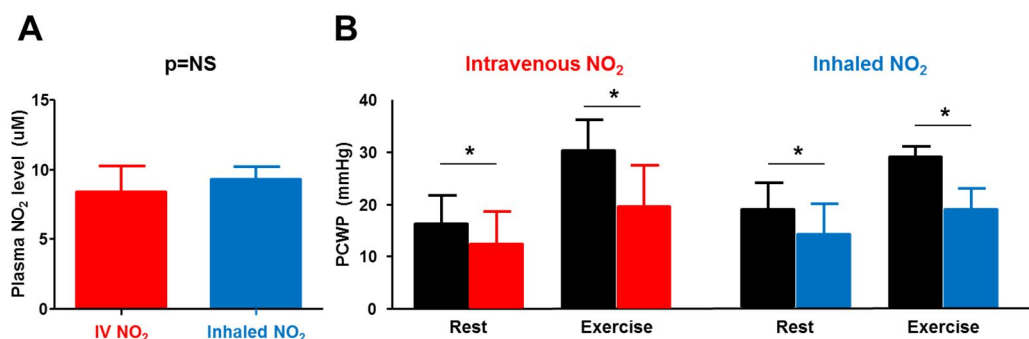 A
p=NS
Plasma NO₂ level (uM)
15
10
5
0
IV NO₂
Inhaled NO₂
B
Intravenous NO₂
Inhaled NO₂
PCWP (mmHg)
40
30
20
10
0
*
*
*
*
Rest
Exercise
Rest
Exercise